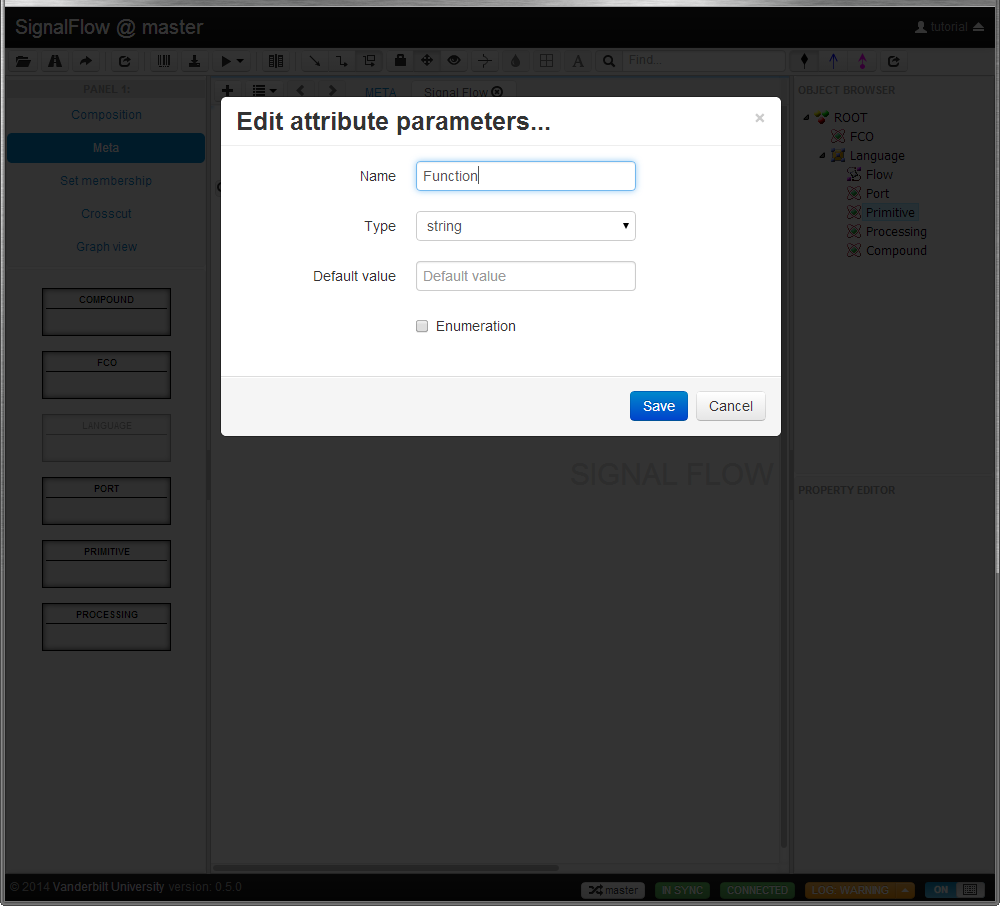 SignalFlow @ master
tutorial
Find...
PANEL 1:
Composition
Meta
Set membership
Crosscut
Graph view
COMPOUND
FCO
LANGUAGE
PORT
PRIMITIVE
PROCESSING
META
Signal Flow
Edit attribute parameters...
×
Name
Function
Type
string
Default value
Default value
Enumeration
Save
Cancel
SIGNAL FLOW
OBJECT BROWSER
ROOT
FCO
Language
Flow
Port
Primitive
Processing
Compound
PROPERTY EDITOR
© 2014 Vanderbilt University version: 0.5.0
master
IN SYNC
CONNECTED
LOG: WARNING
ON